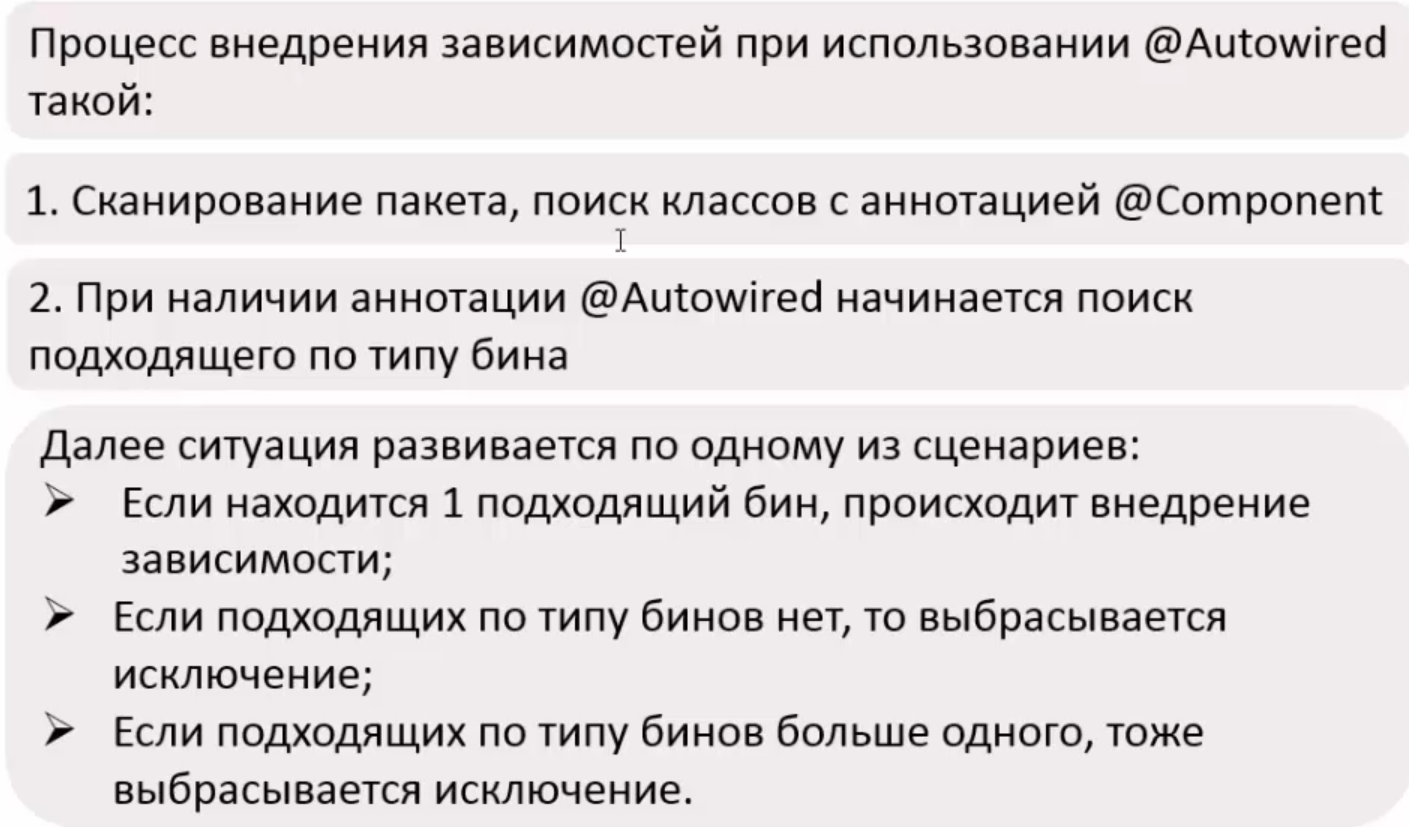 Процесс внедрения зависимостей при использовании @Autowired
такой:
1. Сканирование пакета, поиск классов с аннотацией @Component
2. При наличии аннотации @Autowired начинается поиск
подходящего по типу бина
Далее ситуация развивается по одному из сценариев:
➢ Если находится 1 подходящий бин, происходит внедрение
зависимости;
➢ Если подходящих по типу бинов нет, то выбрасывается
исключение;
➢ Если подходящих по типу бинов больше одного, тоже
выбрасывается исключение.